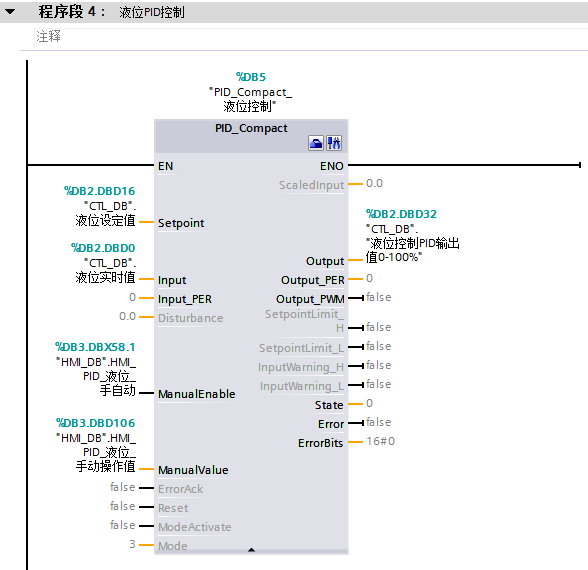 程序段 4： 液位PID控制
注释
%DB5
"PID_Compact_
液位控制"
PID_Compact
EN
ENO
ScaledInput
0.0
%DB2.DBD16
"CTL_DB".
液位设定值
Setpoint
%DB2.DBD32
"CTL_DB".
"液位控制PID输出
值0-100%"
Output
%DB2.DBD0
"CTL_DB".
液位实时值
Input
Output_PER
0
0
Input_PER
Output_PWM
false
0.0
Disturbance
SetpointLimit_
H
false
SetpointLimit_L
false
%DB3.DBX58.1
"HMI_DB".HMI_
PID_液位_
手自动
ManualEnable
InputWarning_H
false
InputWarning_L
false
State
0
Error
false
ErrorBits
16#0
%DB3.DBD106
"HMI_DB".HMI_
PID_液位_
手动操作值
ManualValue
false
ErrorAck
false
Reset
false
ModeActivate
3
Mode